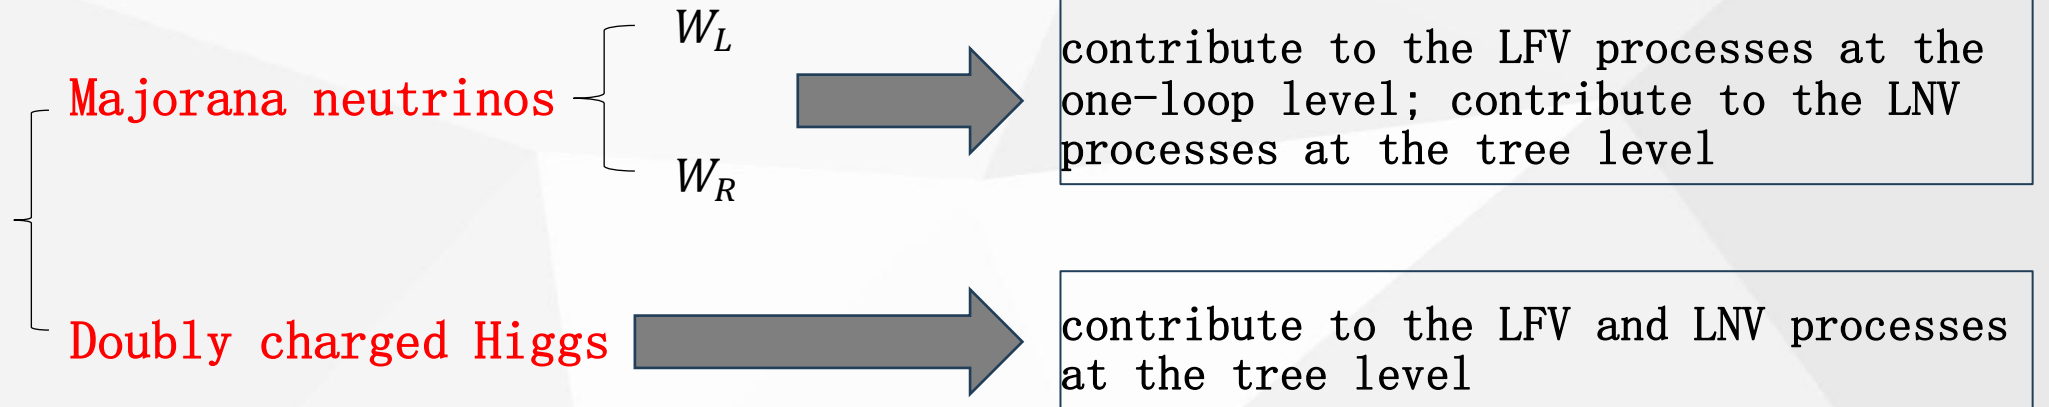 W_L
Majorana neutrinos
W_R
contribute to the LFV processes at the
one-loop level; contribute to the LNV
processes at the tree level
Doubly charged Higgs
contribute to the LFV and LNV processes
at the tree level